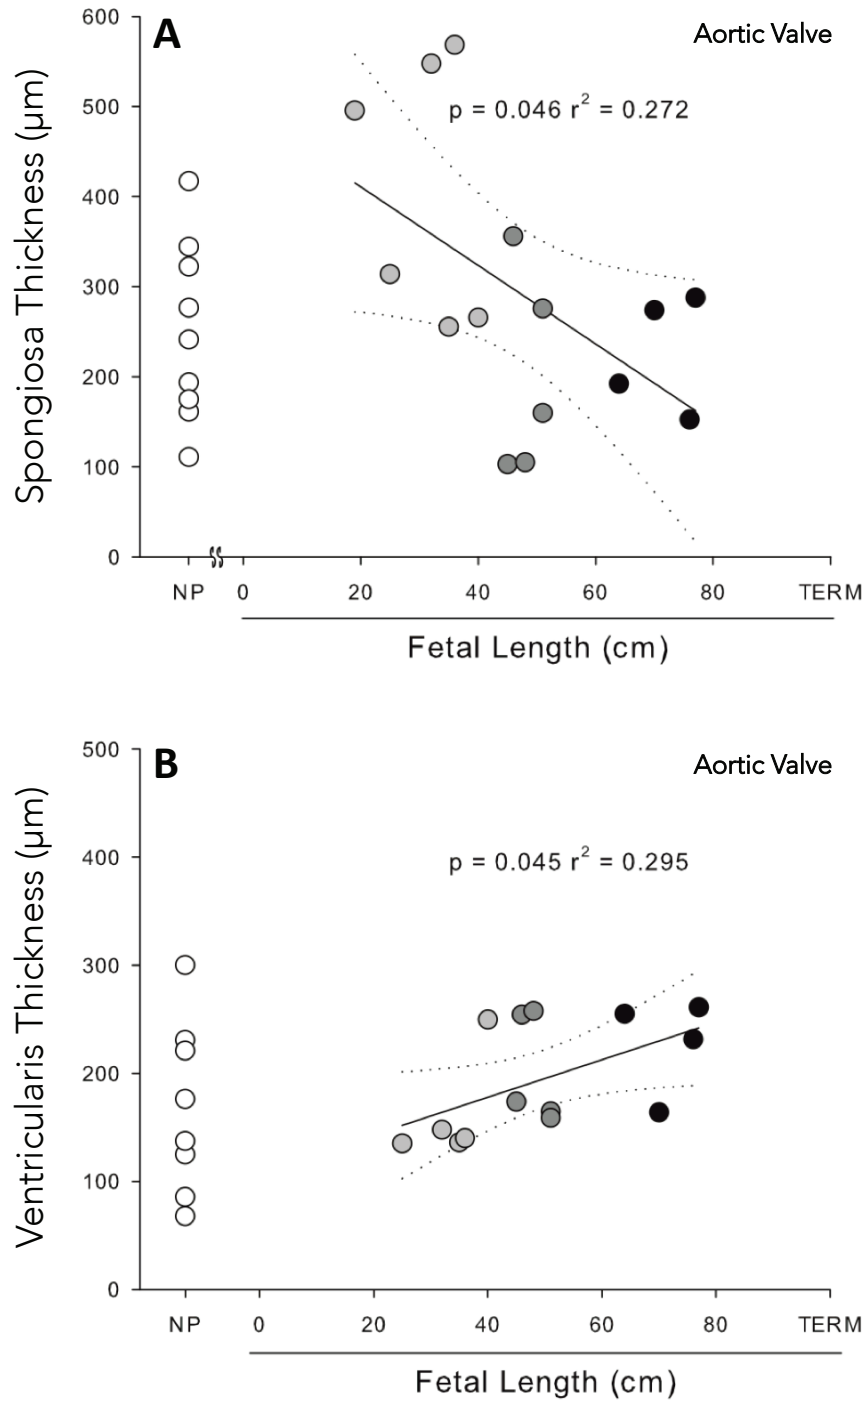 A
Aortic Valve
p = 0.046 r² = 0.272
Spongiosa Thickness (µm)
600
500
400
300
200
100
0
NP 0 20 40 60 80 TERM
Fetal Length (cm)
B
Aortic Valve
p = 0.045 r² = 0.295
Ventricularis Thickness (µm)
500
400
300
200
100
0
NP 0 20 40 60 80 TERM
Fetal Length (cm)